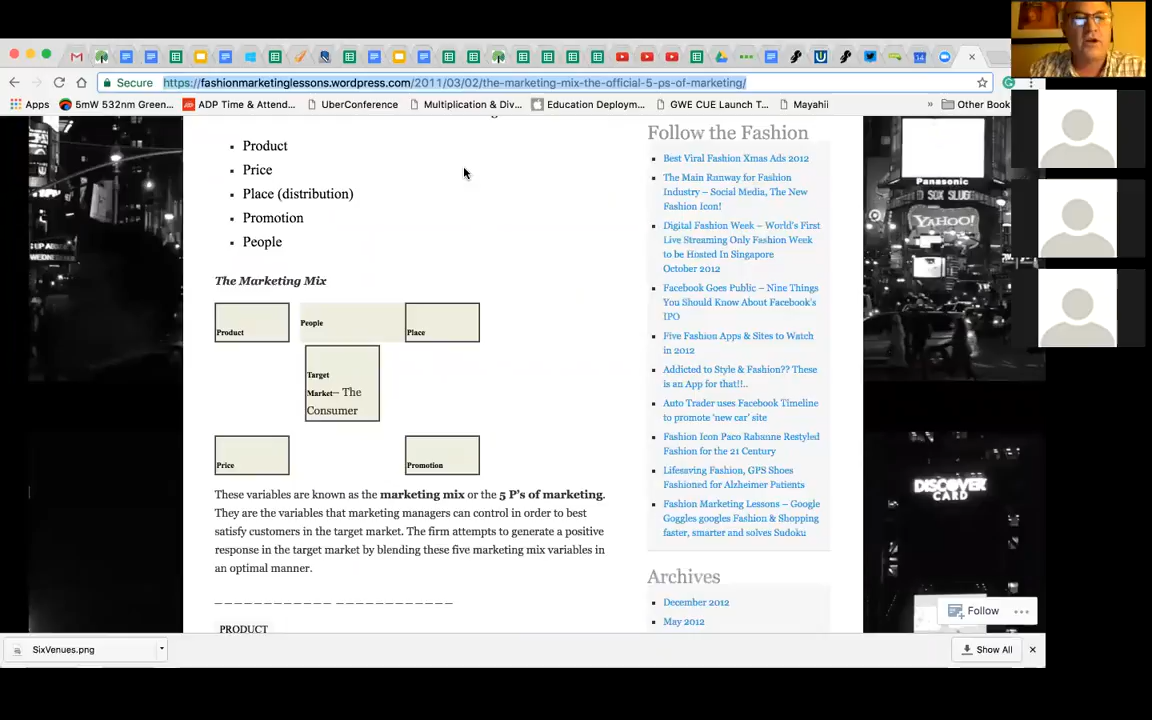 Secure
https://fashionmarketinglessons.wordpress.com/2011/03/02/the-marketing-mix-the-official-5-ps-of-marketing/
Apps
5mW 532nm Green...
ADP Time & Attend...
UberConference
Multiplication & Div...
Education Deploym...
GWE CUE Launch T...
Mayahii
»
Other Book
Product
Price
Place (distribution)
Promotion
People
The Marketing Mix
Product
People
Place
Target
Market– The
Consumer
Price
Promotion
These variables are known as the marketing mix or the 5 P's of marketing.
They are the variables that marketing managers can control in order to best
satisfy customers in the target market. The firm attempts to generate a positive
response in the target market by blending these five marketing mix variables in
an optimal manner.
— — — — — — — — — — — — — — — — — — — — — — — —
PRODUCT
Follow the Fashion
Best Viral Fashion Xmas Ads 2012
The Main Runway for Fashion
Industry – Social Media, The New
Fashion Icon!
Digital Fashion Week – World's First
Live Streaming Only Fashion Week
to be Hosted In Singapore
October 2012
Facebook Goes Public – Nine Things
You Should Know About Facebook's
IPO
Five Fashion Apps & Sites to Watch
in 2012
Addicted to Style & Fashion?? These
is an App for that!!..
Auto Trader uses Facebook Timeline
to promote 'new car' site
Fashion Icon Paco Rabanne Restyled
Fashion for the 21 Century
Lifesaving Fashion, GPS Shoes
Fashioned for Alzheimer Patients
Fashion Marketing Lessons – Google
Goggles googles Fashion & Shopping
faster, smarter and solves Sudoku
Archives
December 2012
May 2012
Panasonic
YAHOO!
DISCOVER
CARD
Follow
SixVenues.png
Show All